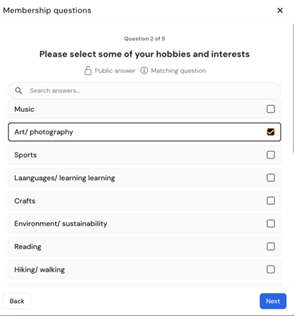 Membership questions
Question 2 of 5
Please select some of your hobbies and interests
Public answer Matching question
Search answers...
Music
Art/ photography
Sports
Laanguages/ learning learning
Crafts
Environment/ sustainability
Reading
Hiking/ walking
Back Next